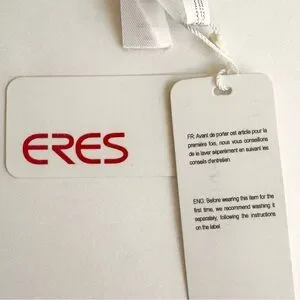 ERES
FR: Avant de porter cet article pour la
première fois, nous vous conseillons
de le laver séparément en suivant les
conseils d'entretien.
ENG: Before wearing this item for the
first time, we recommend washing it
separately, following the instructions
on the label.